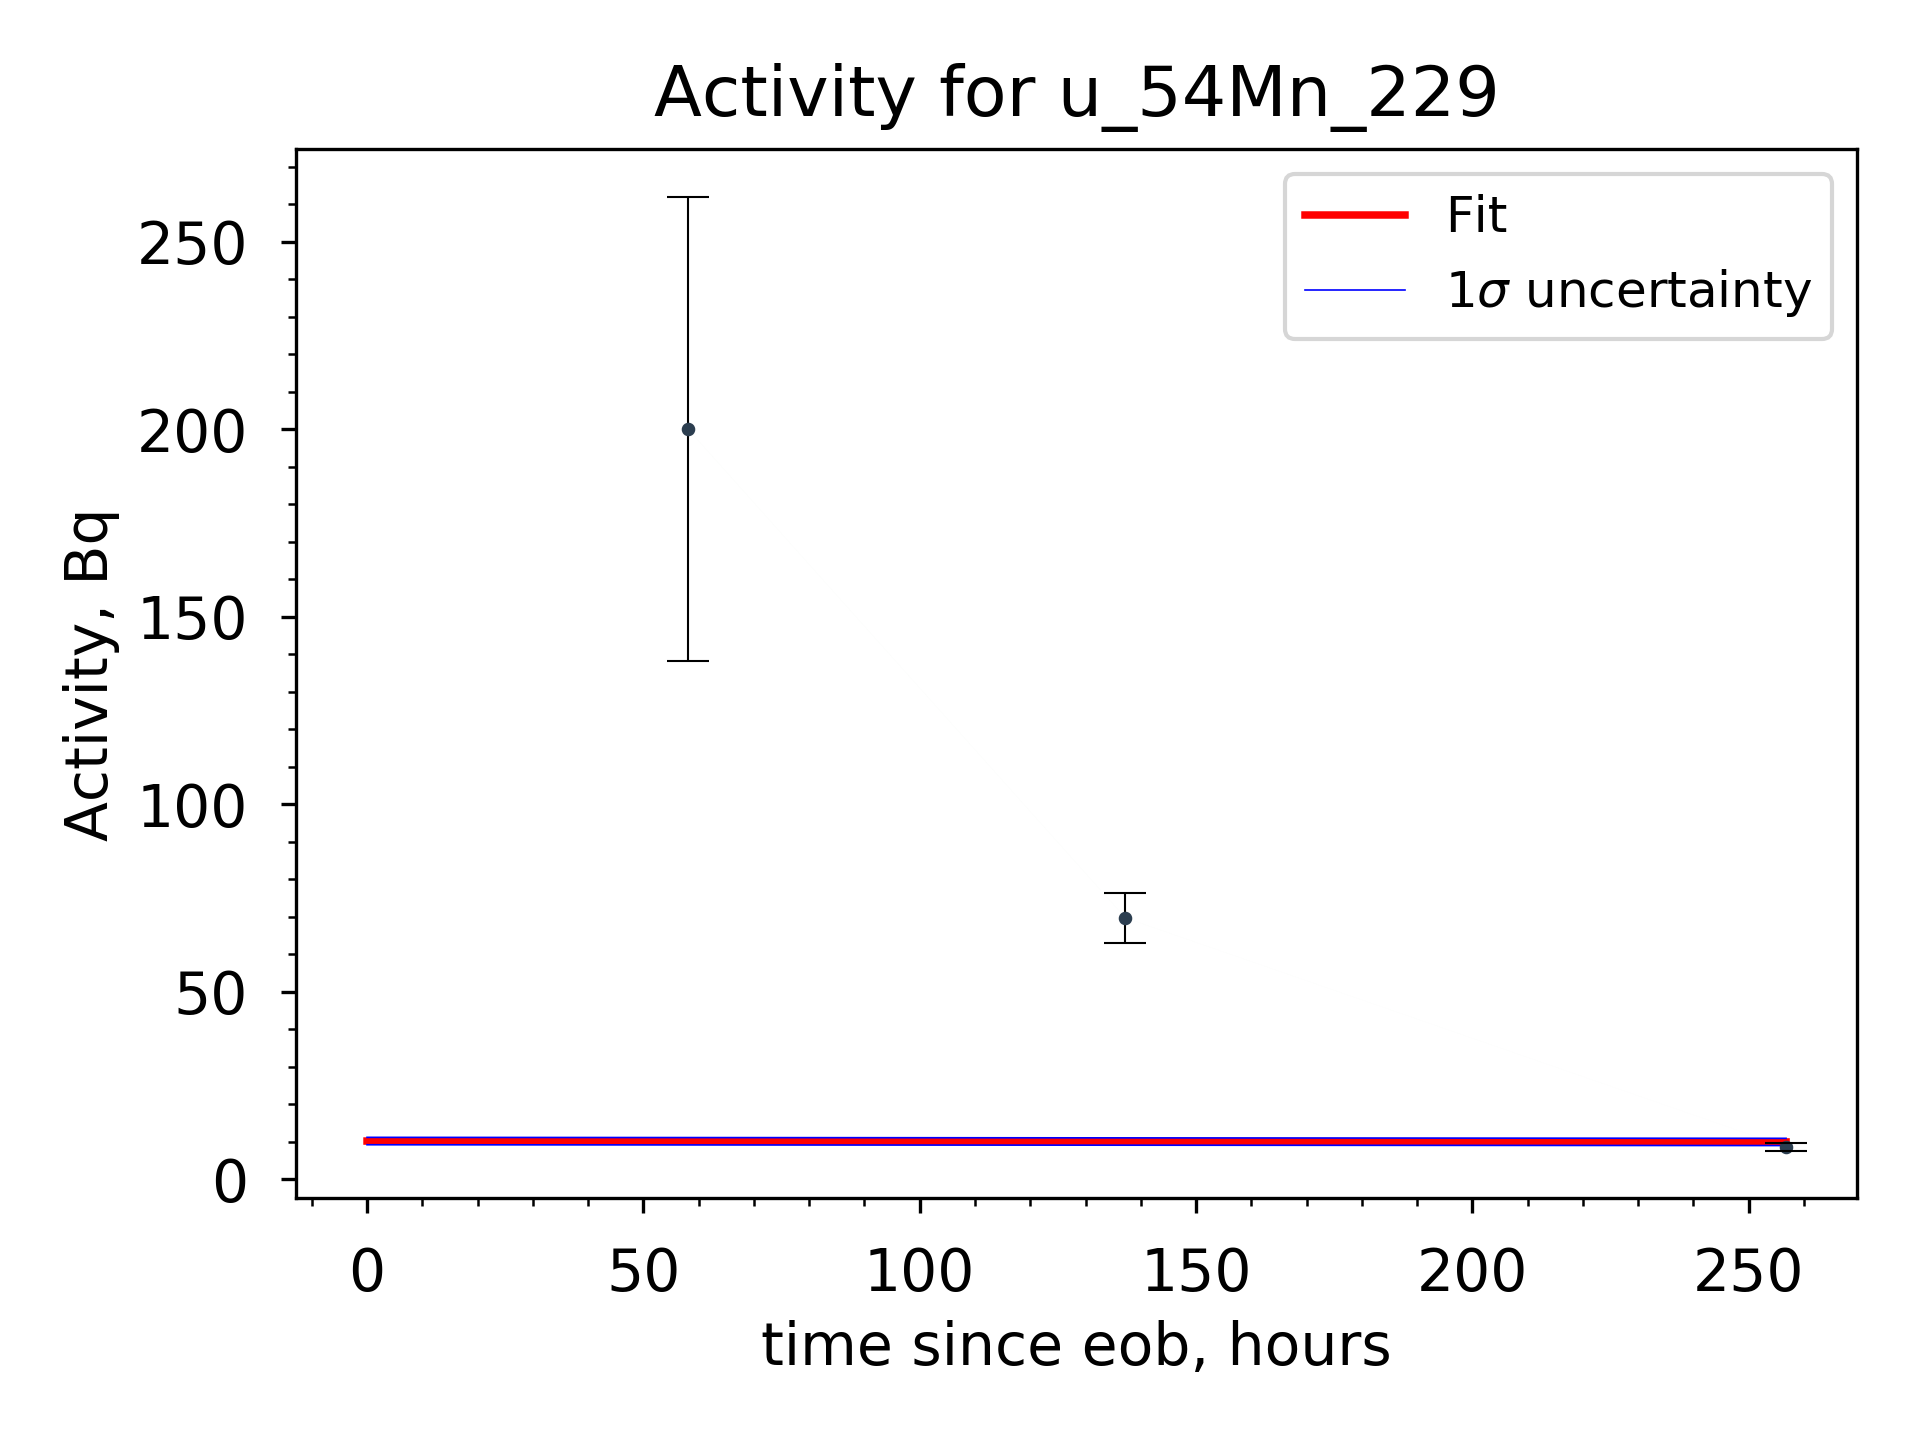 Activity for u_54Mn_229
Fit
1σ uncertainty
Activity, Bq
250
200
150
100
50
0
0 50 100 150 200 250
time since eob, hours